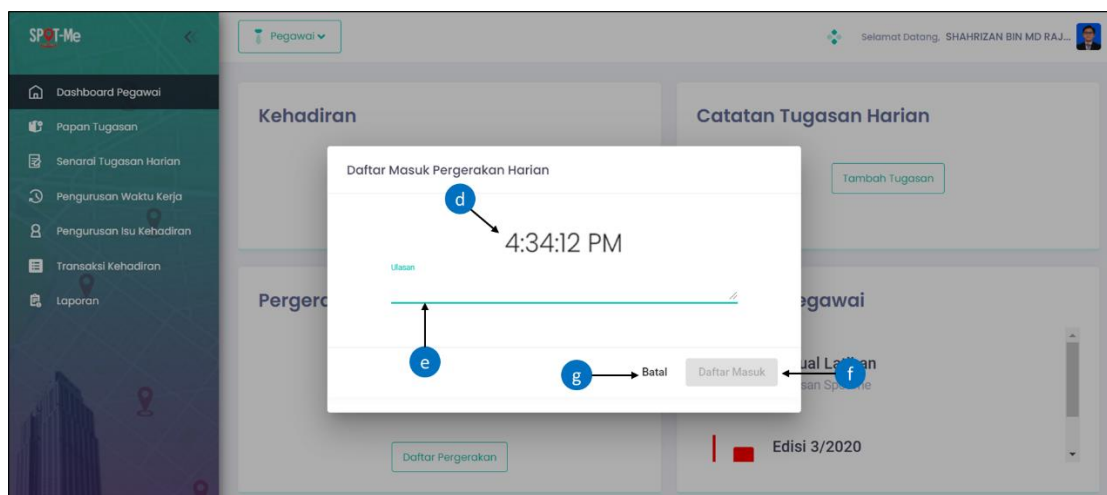 SPOT-Me
Pegawai
Selamat Datang, SHAHRIZAN BIN MD RAJ...
Dashboard Pegawai
Papan Tugasan
Senarai Tugasan Harian
Pengurusan Waktu Kerja
Pengurusan Isu Kehadiran
Transaksi Kehadiran
Laporan
Kehadiran
Catatan Tugasan Harian
Tambah Tugasan
Daftar Masuk Pergerakan Harian
d
4:34:12 PM
Ulasan
e
g
Batal
Daftar Masuk
f
Daftar Pergerakan
Edisi 3/2020